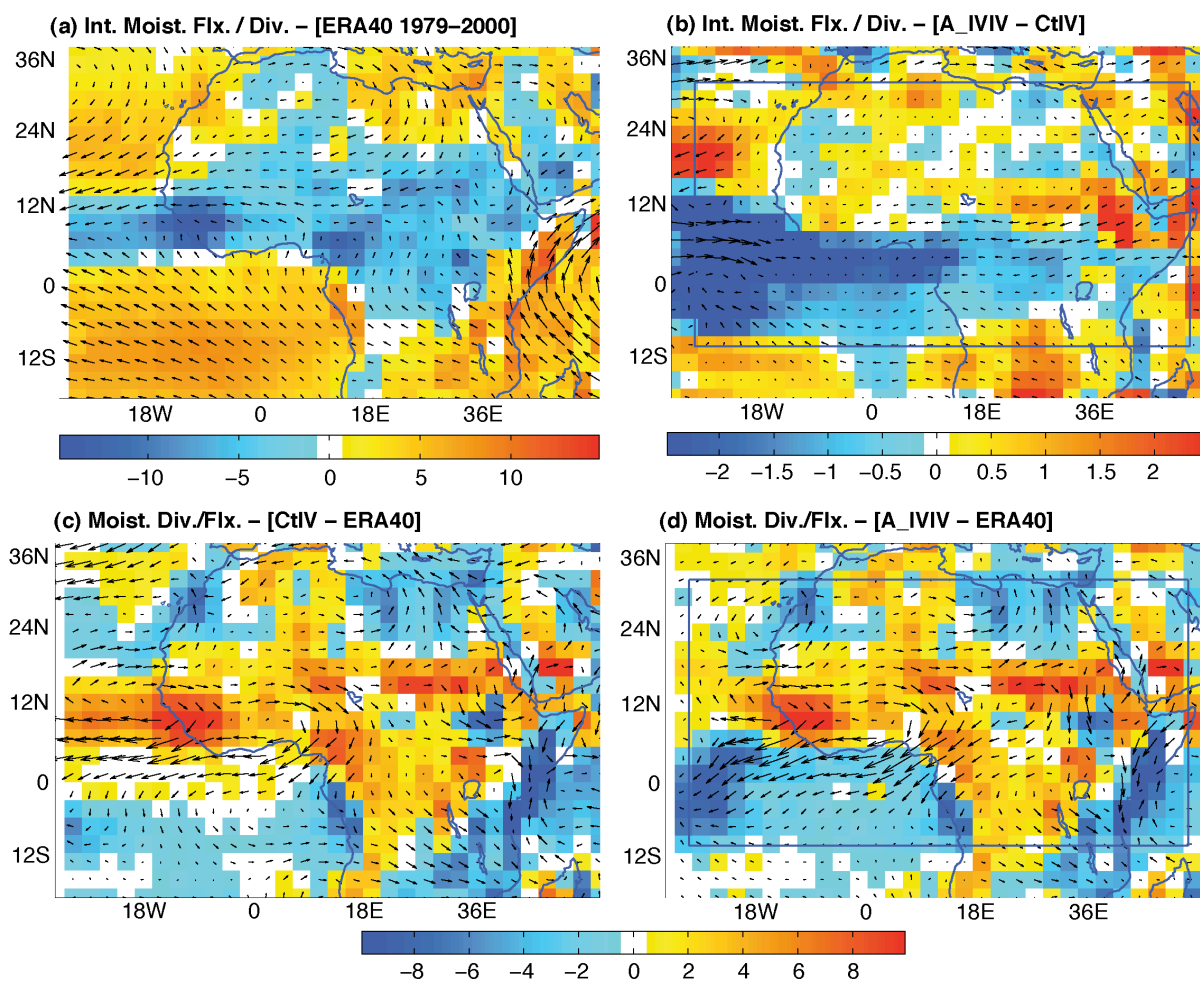 (a) Int. Moist. Flx. / Div. – [ERA40 1979–2000]
36N
24N
12N
0
12S
18W 0 18E 36E
−10 −5 0 5 10
(b) Int. Moist. Flx. / Div. – [A_IVIV – CtIV]
36N
24N
12N
0
12S
18W 0 18E 36E
−2 −1.5 −1 −0.5 0 0.5 1 1.5 2
(c) Moist. Div./Flx. – [CtIV – ERA40]
36N
24N
12N
0
12S
18W 0 18E 36E
(d) Moist. Div./Flx. – [A_IVIV – ERA40]
36N
24N
12N
0
12S
18W 0 18E 36E
−8 −6 −4 −2 0 2 4 6 8